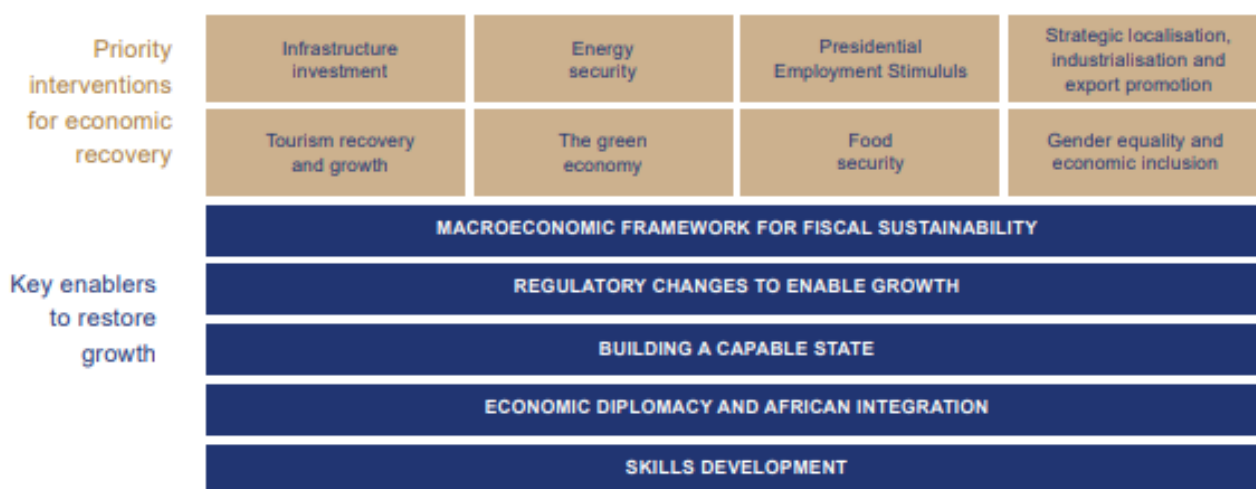 Priority
interventions
for economic
recovery
Infrastructure
investment
Energy
security
Presidential
Employment Stimululs
Strategic localisation,
industrialisation and
export promotion
Tourism recovery
and growth
The green
economy
Food
security
Gender equality and
economic inclusion
Key enablers
to restore
growth
MACROECONOMIC FRAMEWORK FOR FISCAL SUSTAINABILITY
REGULATORY CHANGES TO ENABLE GROWTH
BUILDING A CAPABLE STATE
ECONOMIC DIPLOMACY AND AFRICAN INTEGRATION
SKILLS DEVELOPMENT